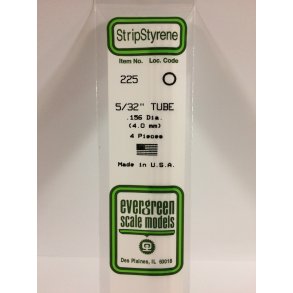 StripStyrene
Item No. Loc. Code
225
5/32" TUBE
.156 Dia.
(4.0 mm)
4 Pieces
Made in U.S.A.
evergreen
scale models
Des Plaines, IL 60018